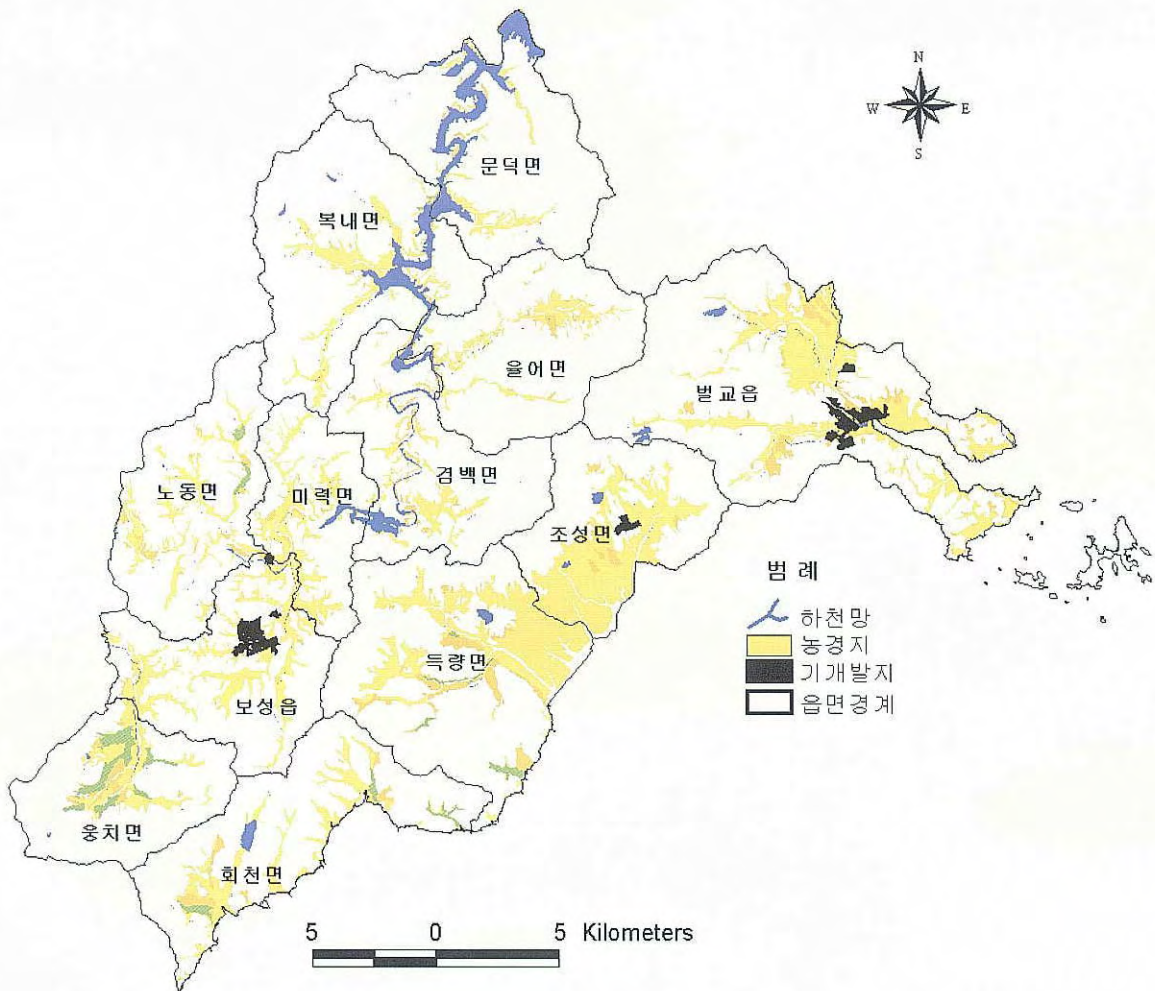 N
W E
S
문덕면
복내면
율어면
벌교읍
노동면
미력면
겸백면
조성면
득량면
보성읍
웅치면
회천면
범례
하천망
농경지
기개발지
읍면경계
5 0 5 Kilometers